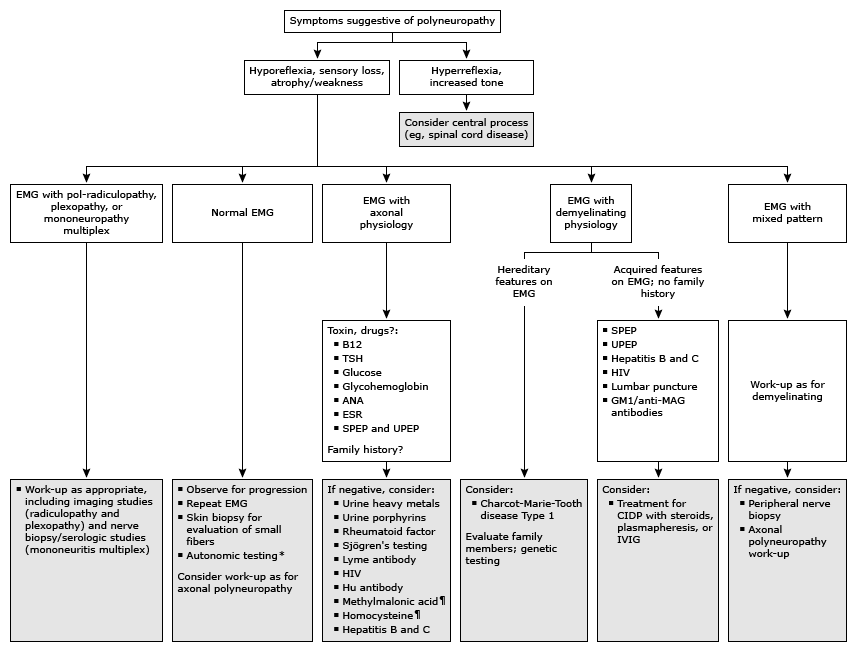 Symptoms suggestive of polyneuropathy
Hyporeflexia, sensory loss,
atrophy/weakness
Hyperreflexia,
increased tone
Consider central process
(eg, spinal cord disease)
EMG with pol-radiculopathy,
plexopathy, or
mononeuropathy
multiplex
Normal EMG
EMG with
axonal
physiology
EMG with
demyelinating
physiology
EMG with
mixed pattern
Hereditary
features on
EMG
Acquired features
on EMG; no family
history
Toxin, drugs?:
▪ B12
▪ TSH
▪ Glucose
▪ Glycohemoglobin
▪ ANA
▪ ESR
▪ SPEP and UPEP
Family history?
▪ SPEP
▪ UPEP
▪ Hepatitis B and C
▪ HIV
▪ Lumbar puncture
▪ GM1/anti-MAG
antibodies
Work-up as for
demyelinating
▪ Work-up as appropriate,
including imaging studies
(radiculopathy and
plexopathy) and nerve
biopsy/serologic studies
(mononeuritis multiplex)
▪ Observe for progression
▪ Repeat EMG
▪ Skin biopsy for
evaluation of small
fibers
▪ Autonomic testing*
Consider work-up as for
axonal polyneuropathy
If negative, consider:
▪ Urine heavy metals
▪ Urine porphyrins
▪ Rheumatoid factor
▪ Sjögren's testing
▪ Lyme antibody
▪ HIV
▪ Hu antibody
▪ Methylmalonic acid¶
▪ Homocysteine¶
▪ Hepatitis B and C
Consider:
▪ Charcot-Marie-Tooth
disease Type 1
Evaluate family
members; genetic
testing
Consider:
▪ Treatment for
CIDP with steroids,
plasmapheresis, or
IVIG
If negative, consider:
▪ Peripheral nerve
biopsy
▪ Axonal
polyneuropathy
work-up